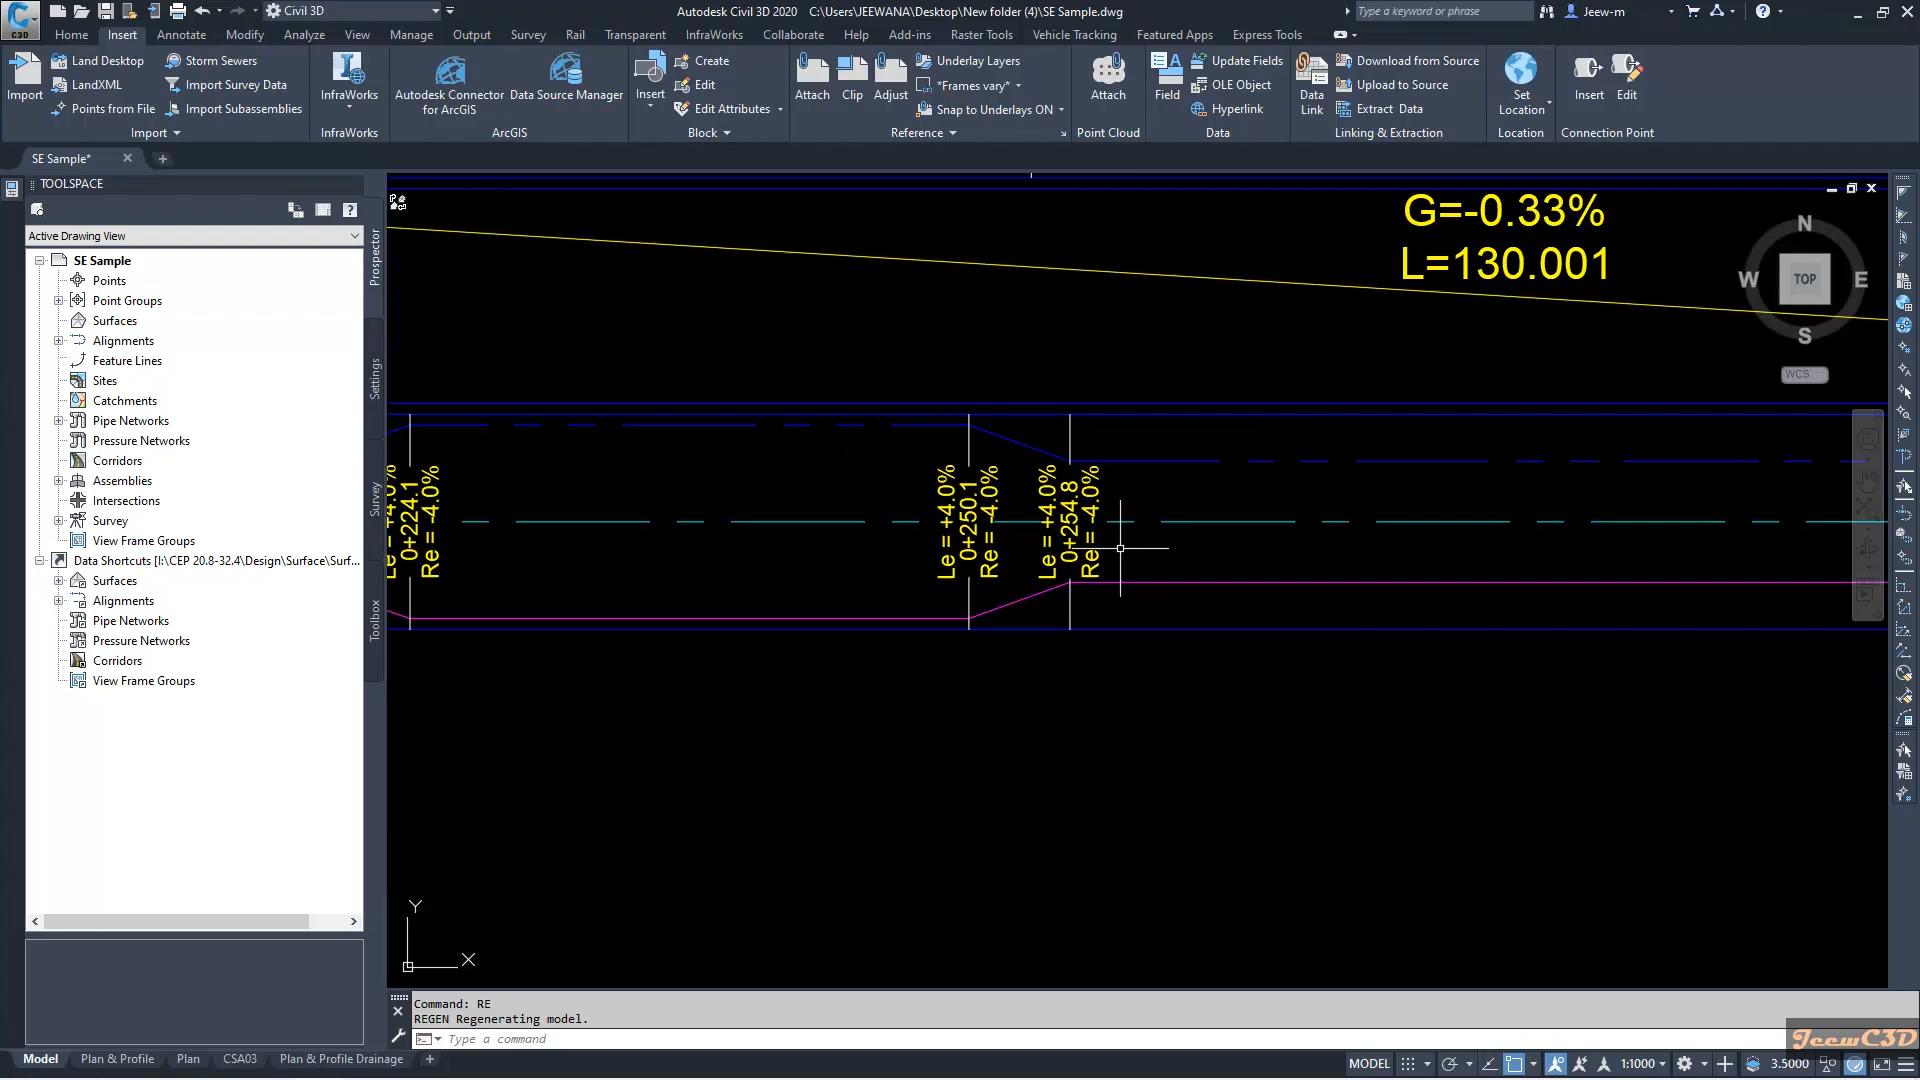 Civil 3D
Autodesk Civil 3D 2020 C:\Users\JEEWANA\Desktop\New folder (4)\SE Sample.dwg
Type a keyword or phrase
Jeew-m
C3D
Home Insert Annotate Modify Analyze View Manage Output Survey Rail Transparent InfraWorks Collaborate Help Add-ins Raster Tools Vehicle Tracking Featured Apps Express Tools
Import
Land Desktop
LandXML
Points from File
Storm Sewers
Import Survey Data
Import Subassemblies
Import
InfraWorks
InfraWorks
Autodesk Connector
for ArcGIS
Data Source Manager
ArcGIS
Insert
Create
Edit
Edit Attributes
Block
Attach
Clip
Adjust
Underlay Layers
*Frames vary*
Snap to Underlays ON
Reference
Attach
Point Cloud
Field
Update Fields
OLE Object
Hyperlink
Data
Data
Link
Download from Source
Upload to Source
Extract Data
Linking & Extraction
Set
Location
Location
Insert
Edit
Connection Point
SE Sample*
TOOLSPACE
Active Drawing View
SE Sample
Points
Point Groups
Surfaces
Alignments
Feature Lines
Sites
Catchments
Pipe Networks
Pressure Networks
Corridors
Assemblies
Intersections
Survey
View Frame Groups
Data Shortcuts [I:\CEP 20.8-32.4\Design\Surface\Surf...
Surfaces
Alignments
Pipe Networks
Pressure Networks
Corridors
View Frame Groups
Prospector
Settings
Survey
Toolbox
G=-0.33%
L=130.001
N
W
TOP
E
S
WCS
Le = +4.0%
0+224.1
Re = -4.0%
Le = +4.0%
0+250.1
Re = -4.0%
Le = +4.0%
0+254.8
Re = -4.0%
Y
X
Command: RE
REGEN Regenerating model.
Type a command
Model Plan & Profile Plan CSA03 Plan & Profile Drainage
MODEL
1:1000
3.5000
JeewC3D